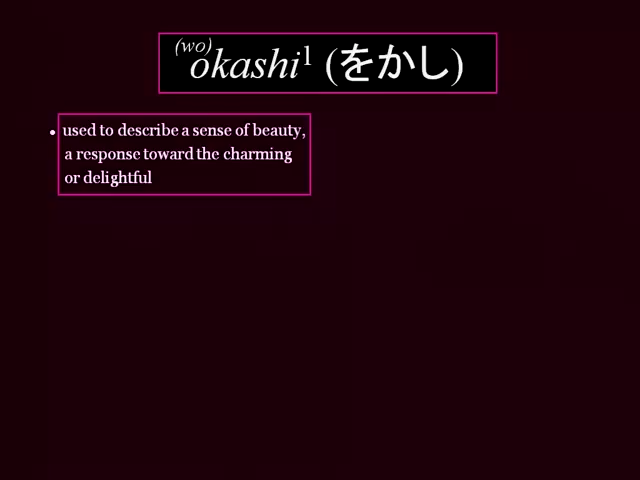 (wo)
okashi¹ (をかし)
• used to describe a sense of beauty,
a response toward the charming
or delightful